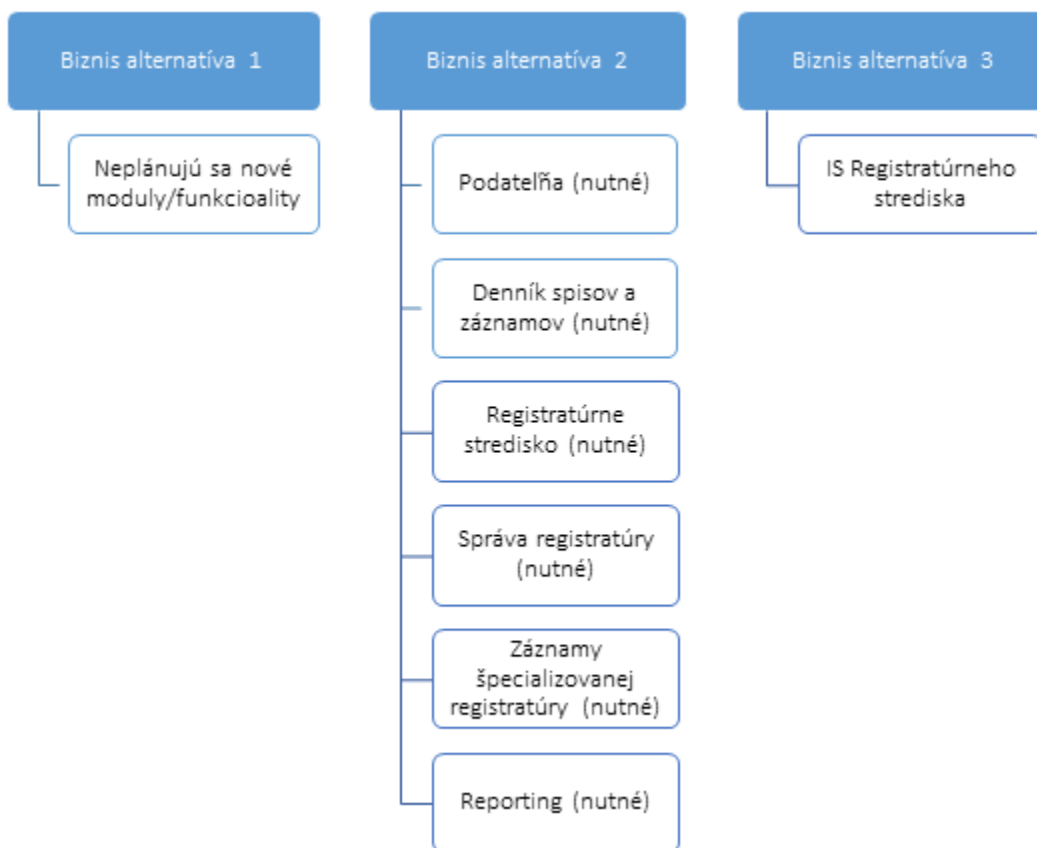 Biznis alternatíva 1
Neplánujú sa nové
moduly/funkcioality
Biznis alternatíva 2
Podateľňa (nutné)
Denník spisov a
záznamov (nutné)
Registratúrne
stredisko (nutné)
Správa registratúry
(nutné)
Záznamy
špecializovanej
registratúry (nutné)
Reporting (nutné)
Biznis alternatíva 3
IS Registratúrneho
strediska